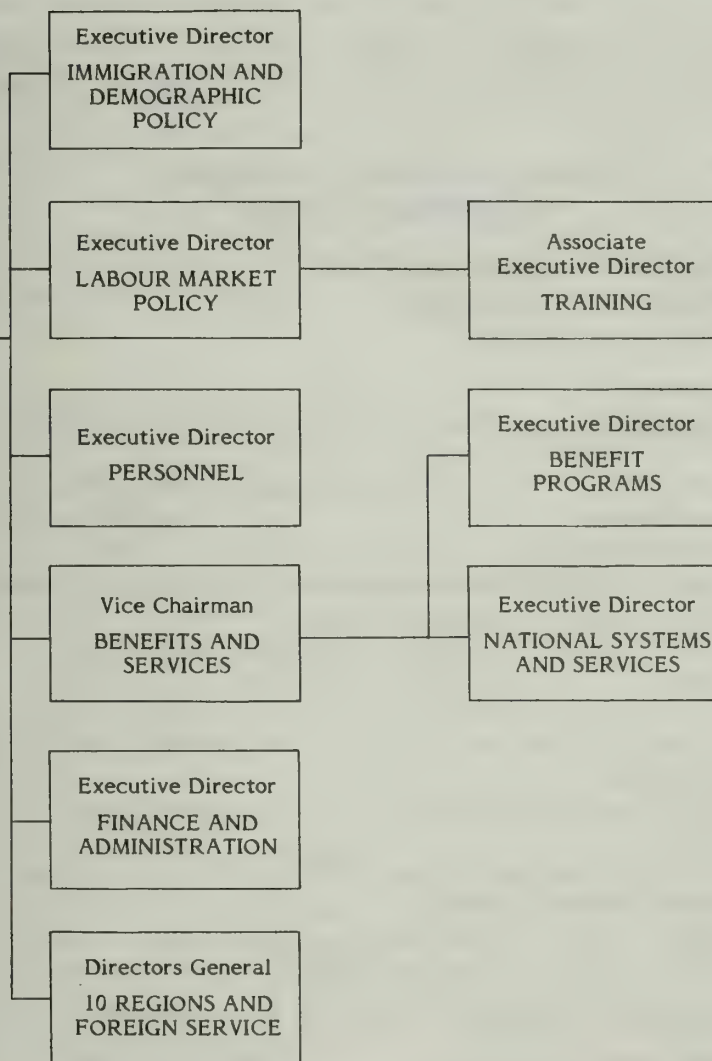 Executive Director
IMMIGRATION AND
DEMOGRAPHIC
POLICY
Executive Director
LABOUR MARKET
POLICY
Associate
Executive Director
TRAINING
Executive Director
PERSONNEL
Executive Director
BENEFIT
PROGRAMS
Vice Chairman
BENEFITS AND
SERVICES
Executive Director
NATIONAL SYSTEMS
AND SERVICES
Executive Director
FINANCE AND
ADMINISTRATION
Directors General
10 REGIONS AND
FOREIGN SERVICE